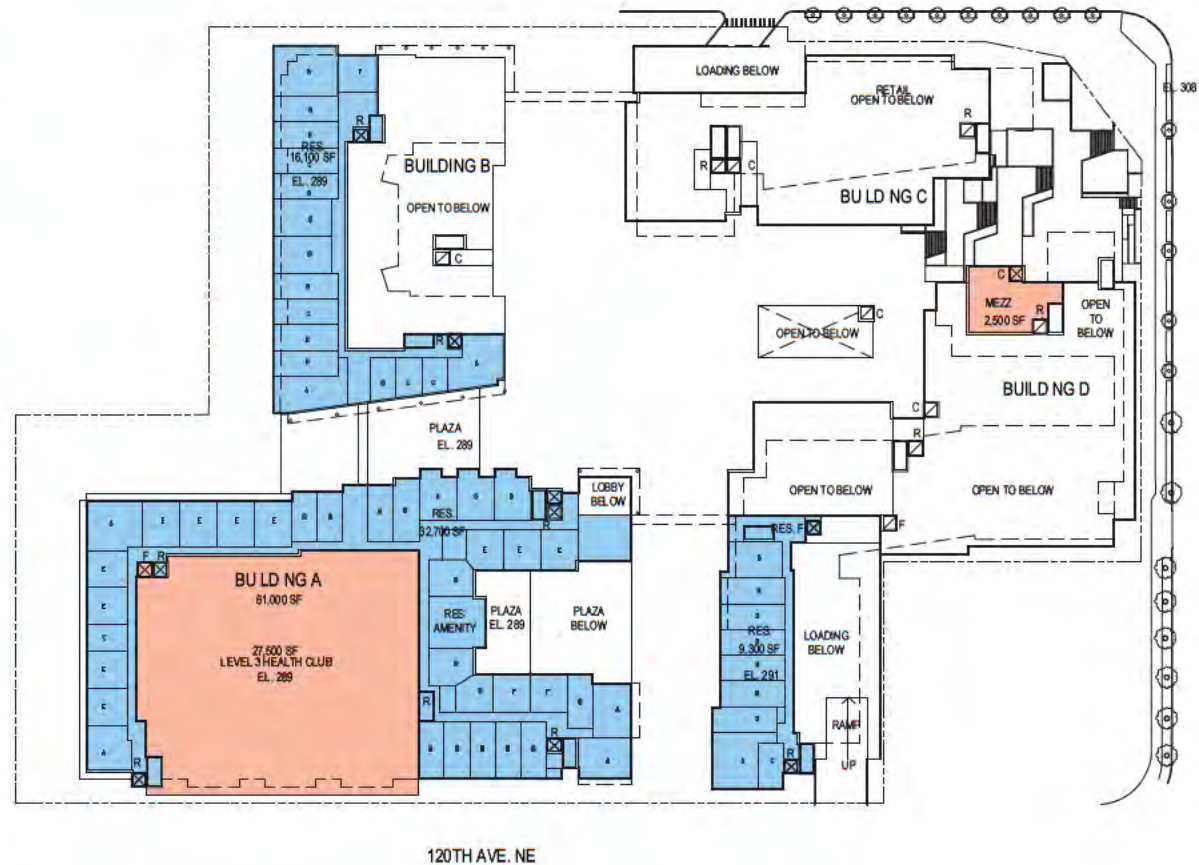 LOADING BELOW
RETAIL
OPEN TO BELOW
EL. 308
R
R
C
BU LD NG C
RES.
16,100 SF
EL. 289
R
BUILDING B
OPEN TO BELOW
C
R
C
MEZZ
2,500 SF
R
OPEN
TO
BELOW
OPEN TO BELOW
C
BUILD NG D
C
R
PLAZA
EL. 289
OPEN TO BELOW
OPEN TO BELOW
LOBBY
BELOW
RES.
32,700 SF
R
RES. F
F
F R
BU LD NG A
61,000 SF
27,500 SF
LEVEL 3 HEALTH CLUB
EL. 289
RES
AMENITY
PLAZA
EL. 289
PLAZA
BELOW
RES.
9,300 SF
EL. 291
LOADING
BELOW
R
RAMP
UP
R
R
R
120TH AVE. NE